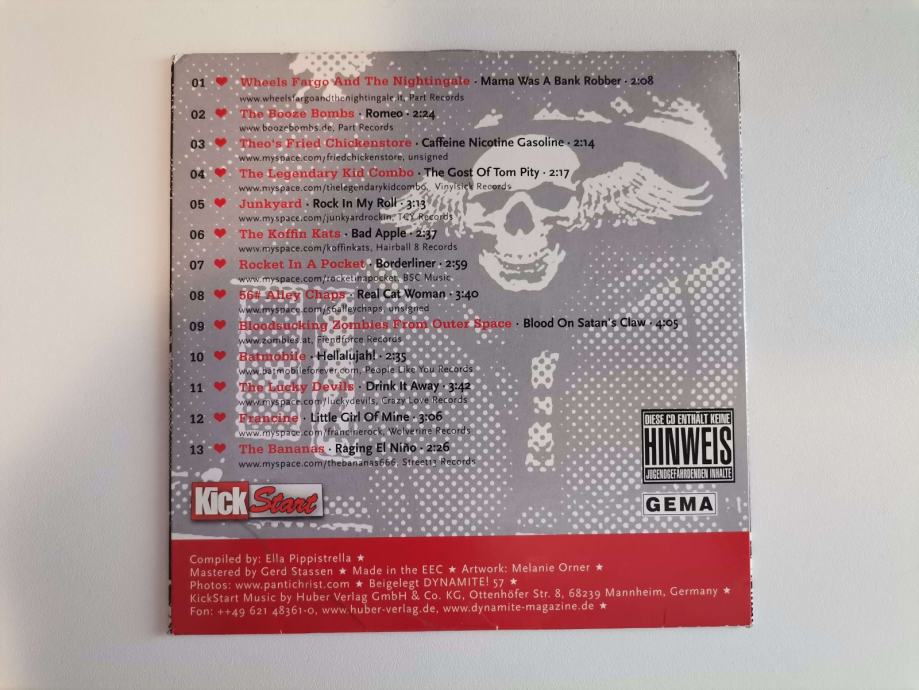 01 ♥ Wheels Fargo And The Nightingale · Mama Was A Bank Robber · 2:08
www.wheelsfargoandthenightingale.it, Part Records
02 ♥ The Booze Bombs · Romeo · 2:24
www.boozebombs.de, Part Records
03 ♥ Theo's Fried Chickenstore · Caffeine Nicotine Gasoline · 2:14
www.myspace.com/friedchickenstore, unsigned
04 ♥ The Legendary Kid Combo · The Gost Of Tom Pity · 2:17
www.myspace.com/thelegendarykidcombo, Vinylsick Records
05 ♥ Junkyard · Rock In My Roll · 3:13
www.myspace.com/junkyardrockin, TCY Records
06 ♥ The Koffin Kats · Bad Apple · 2:37
www.myspace.com/koffinkats, Hairball 8 Records
07 ♥ Rocket In A Pocket · Borderliner · 2:59
www.myspace.com/rocketinapocket, BSC Music
08 ♥ 56# Alley Chaps · Real Cat Woman · 3:40
www.myspace.com/56alleychaps, unsigned
09 ♥ Bloodsucking Zombies From Outer Space · Blood On Satan's Claw · 4:05
www.zombies.at, Fiendforce Records
10 ♥ Batmobile · Hellalujah! · 2:35
www.batmobileforever.com, People Like You Records
11 ♥ The Lucky Devils · Drink It Away · 3:42
www.myspace.com/luckydevils, Crazy Love Records
12 ♥ Francine · Little Girl Of Mine · 3:06
www.myspace.com/francinerock, Wolverine Records
13 ♥ The Bananas · Raging El Niño · 2:26
www.myspace.com/thebananas666, Street13 Records
DIESE CD ENTHÄLT KEINE
HINWEIS
JUGENDGEFÄHRDENDEN INHALTE
Kick Start
GEMA
Compiled by: Ella Pippistrella ★
Mastered by Gerd Stassen ★ Made in the EEC ★ Artwork: Melanie Orner ★
Photos: www.pantichrist.com ★ Beigelegt DYNAMITE! 57 ★
KickStart Music by Huber Verlag GmbH & Co. KG, Ottenhöfer Str. 8, 68239 Mannheim, Germany ★
Fon: ++49 621 48361-0, www.huber-verlag.de, www.dynamite-magazine.de ★